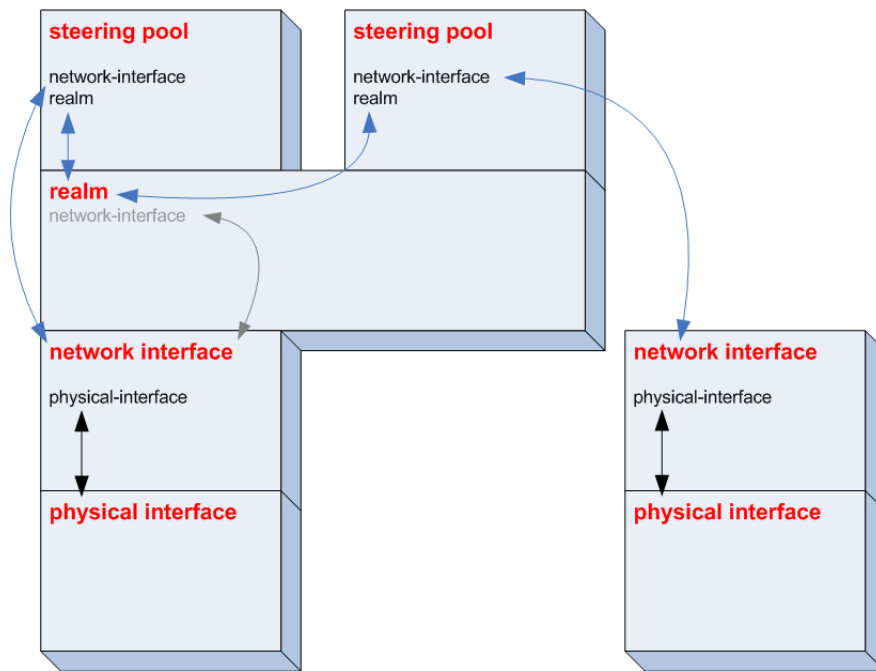 steering pool
network-interface
realm
steering pool
network-interface
realm
realm
network-interface
network interface
physical-interface
physical interface
network interface
physical-interface
physical interface